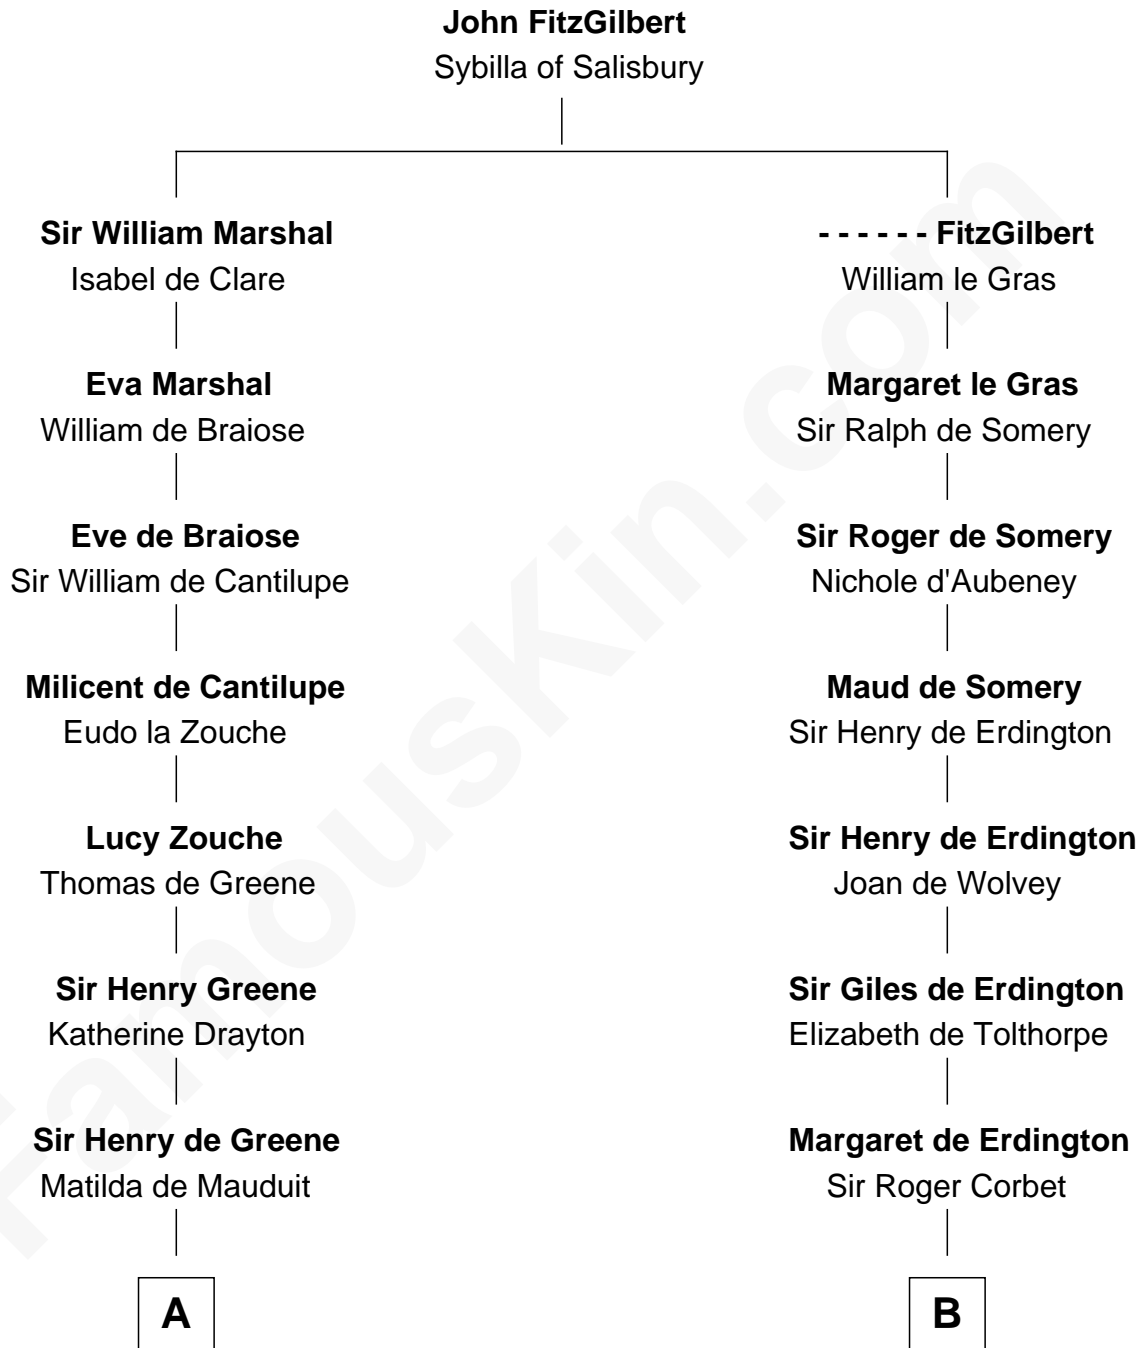 John FitzGilbert
Sybilla of Salisbury
Sir William Marshal
Isabel de Clare
Eva Marshal
William de Braiose
Eve de Braiose
Sir William de Cantilupe
Milicent de Cantilupe
Eudo la Zouche
Lucy Zouche
Thomas de Greene
Sir Henry Greene
Katherine Drayton
Sir Henry de Greene
Matilda de Mauduit
A
- - - - - - FitzGilbert
William le Gras
Margaret le Gras
Sir Ralph de Somery
Sir Roger de Somery
Nichole d'Aubeney
Maud de Somery
Sir Henry de Erdington
Sir Henry de Erdington
Joan de Wolvey
Sir Giles de Erdington
Elizabeth de Tolthorpe
Margaret de Erdington
Sir Roger Corbet
B
FamousKin.com